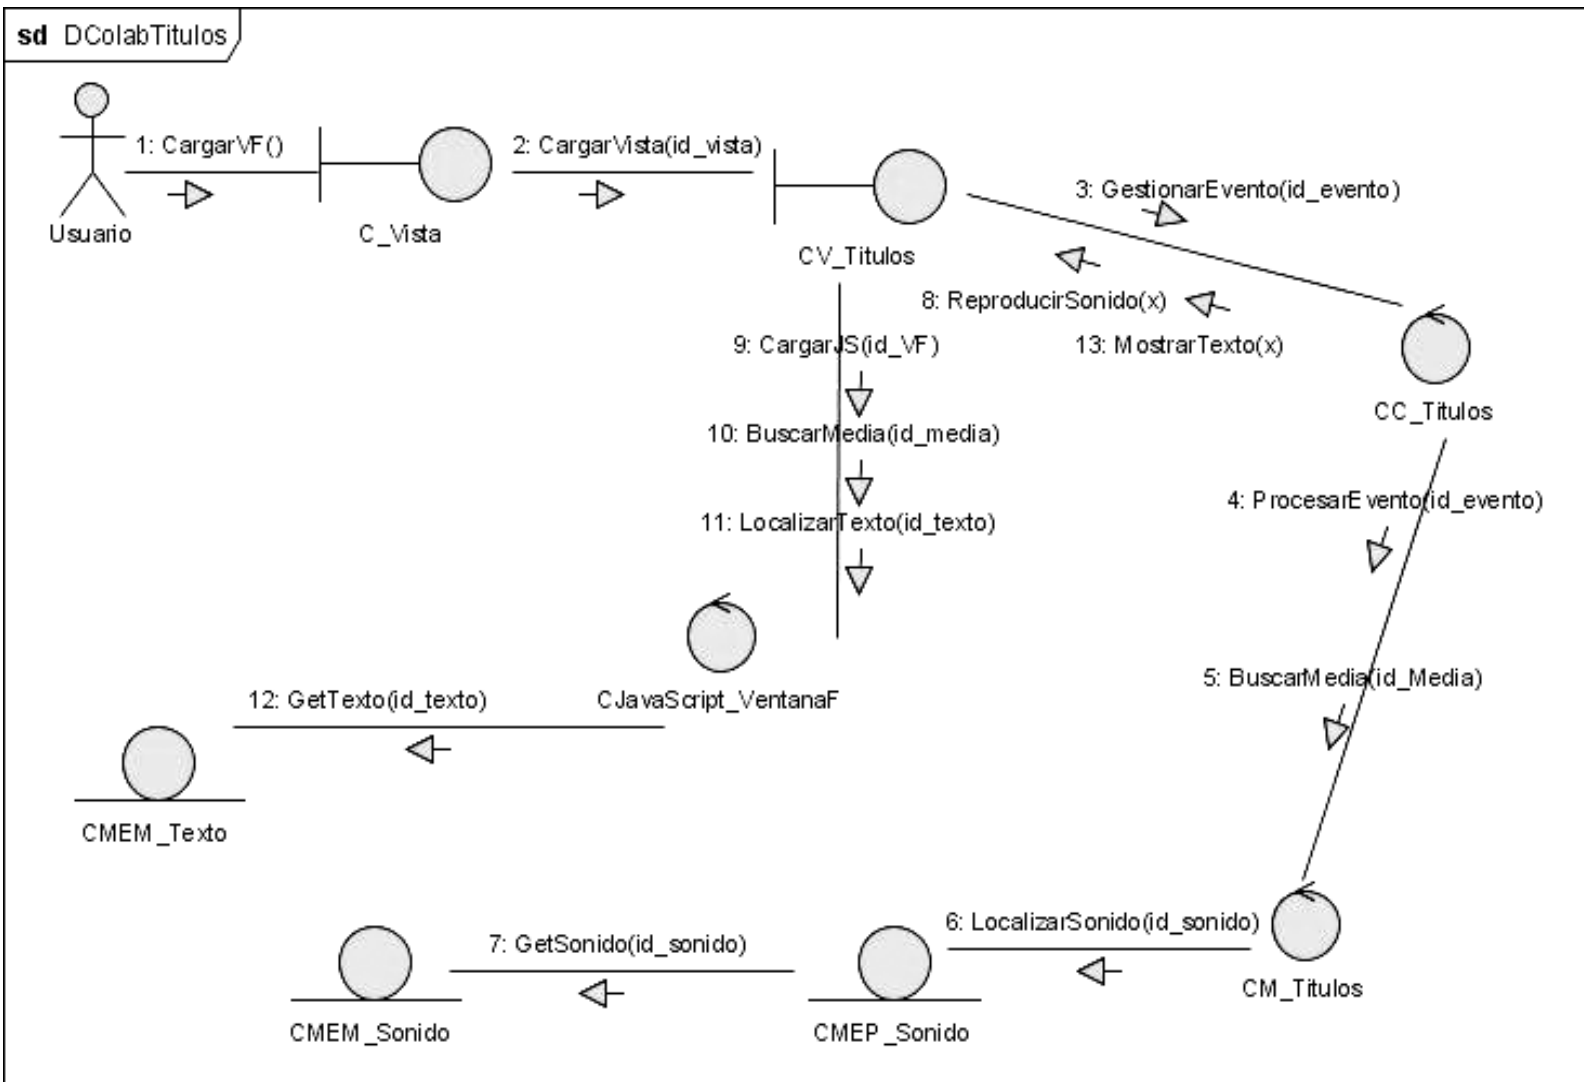 sd DColabTitulos
1: CargarVF()
2: CargarVista(id_vista)
3: GestionarEvento(id_evento)
Usuario
C_Vista
CV_Titulos
8: ReproducirSonido(x)
9: CargarJS(id_VF)
13: MostrarTexto(x)
CC_Titulos
10: BuscarMedia(id_media)
4: ProcesarEvento(id_evento)
11: LocalizarTexto(id_texto)
5: BuscarMedia(id_Media)
12: GetTexto(id_texto)
CJavaScript_VentanaF
CMEM_Texto
6: LocalizarSonido(id_sonido)
7: GetSonido(id_sonido)
CM_Titulos
CMEM_Sonido
CMEP_Sonido